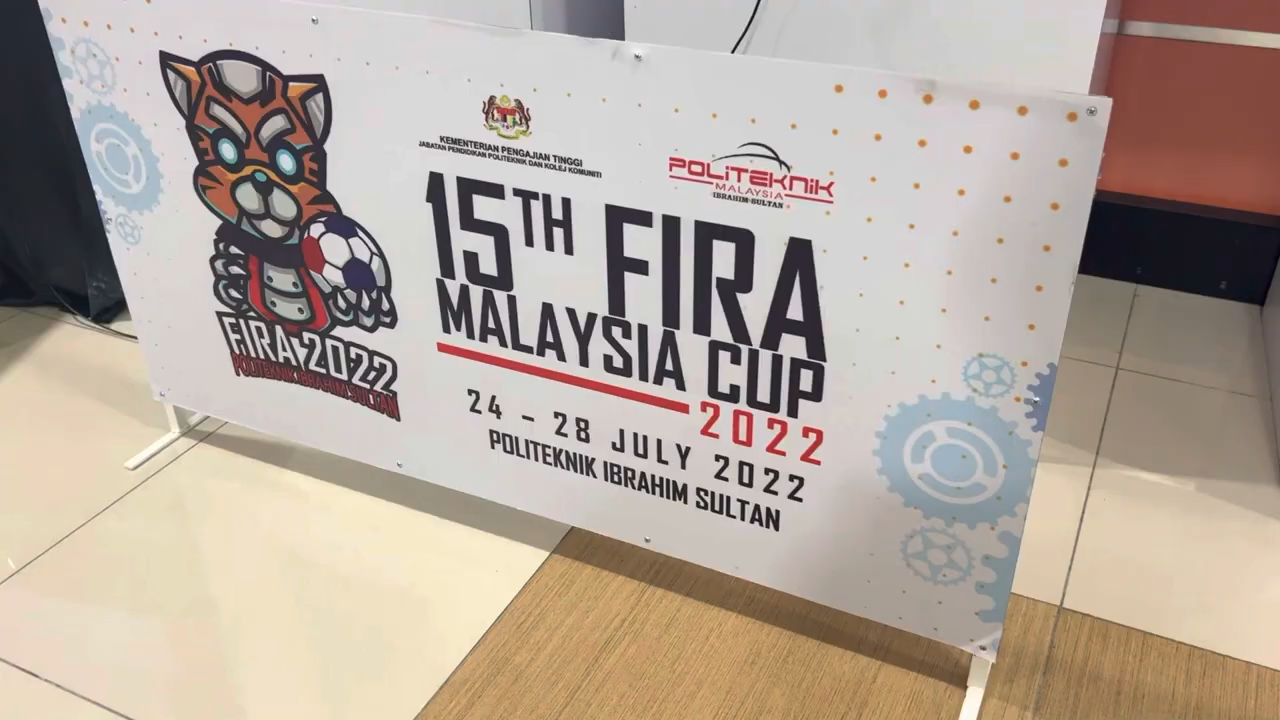 KEMENTERIAN PENGAJIAN TINGGI
JABATAN PENDIDIKAN POLITEKNIK DAN KOLEJ KOMUNITI
POLITEKNIK
MALAYSIA
IBRAHIM SULTAN
15TH FIRA
MALAYSIA CUP
2022
24 - 28 JULY 2022
POLITEKNIK IBRAHIM SULTAN
FIRA 2022
POLITEKNIK IBRAHIM SULTAN